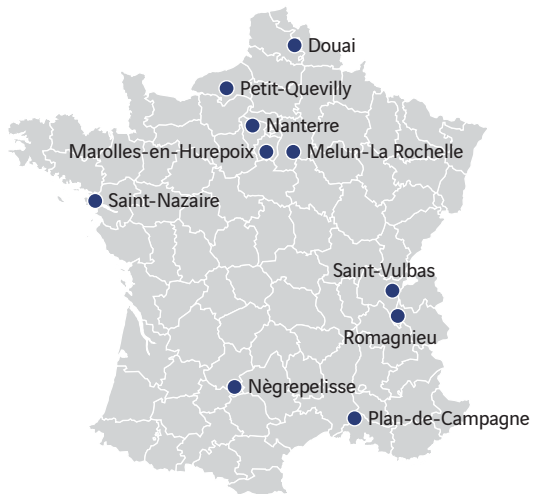 Douai
Petit-Quevilly
Nanterre
Marolles-en-Hurepoix
Melun-La Rochelle
Saint-Nazaire
Saint-Vulbas
Romagnieu
Nègrepelisse
Plan-de-Campagne